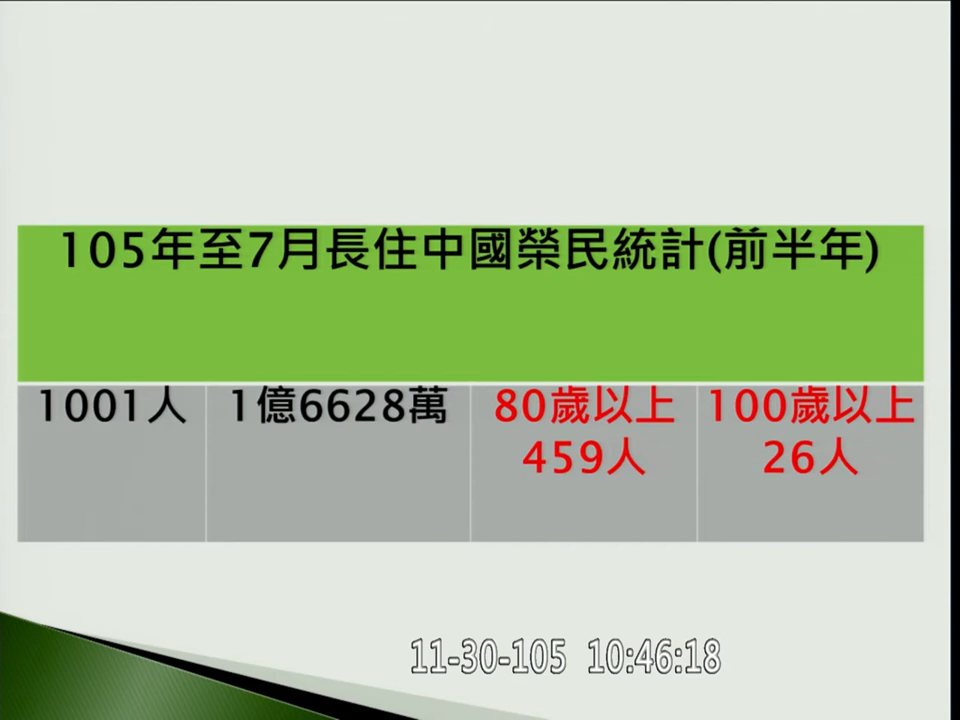 105年至7月長住中國榮民統計(前半年)
1001人
1億6628萬
80歲以上
459人
100歲以上
26人
11-30-105 10:46:18